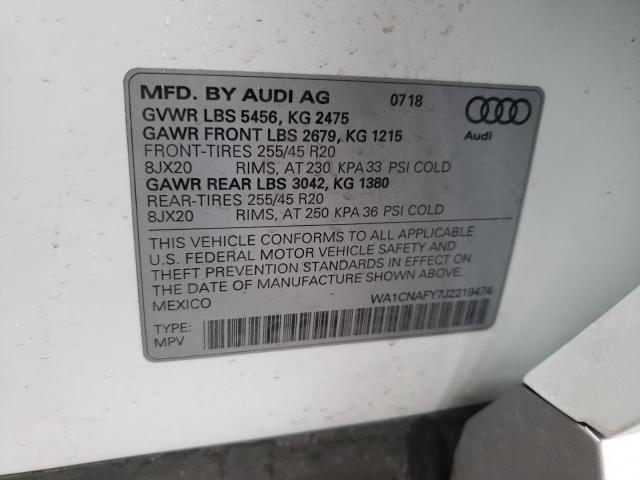 MFD. BY AUDI AG 0718
GVWR LBS 5456, KG 2475
GAWR FRONT LBS 2679, KG 1215
FRONT-TIRES 255/45 R20
8JX20 RIMS, AT 230 KPA 33 PSI COLD
GAWR REAR LBS 3042, KG 1380
REAR-TIRES 255/45 R20
8JX20 RIMS, AT 250 KPA 36 PSI COLD
Audi
THIS VEHICLE CONFORMS TO ALL APPLICABLE
U.S. FEDERAL MOTOR VEHICLE SAFETY AND
THEFT PREVENTION STANDARDS IN EFFECT ON
THE DATE OF MANUFACTURE SHOWN ABOVE.
MEXICO WA1CNAFY7J2219474
TYPE:
MPV